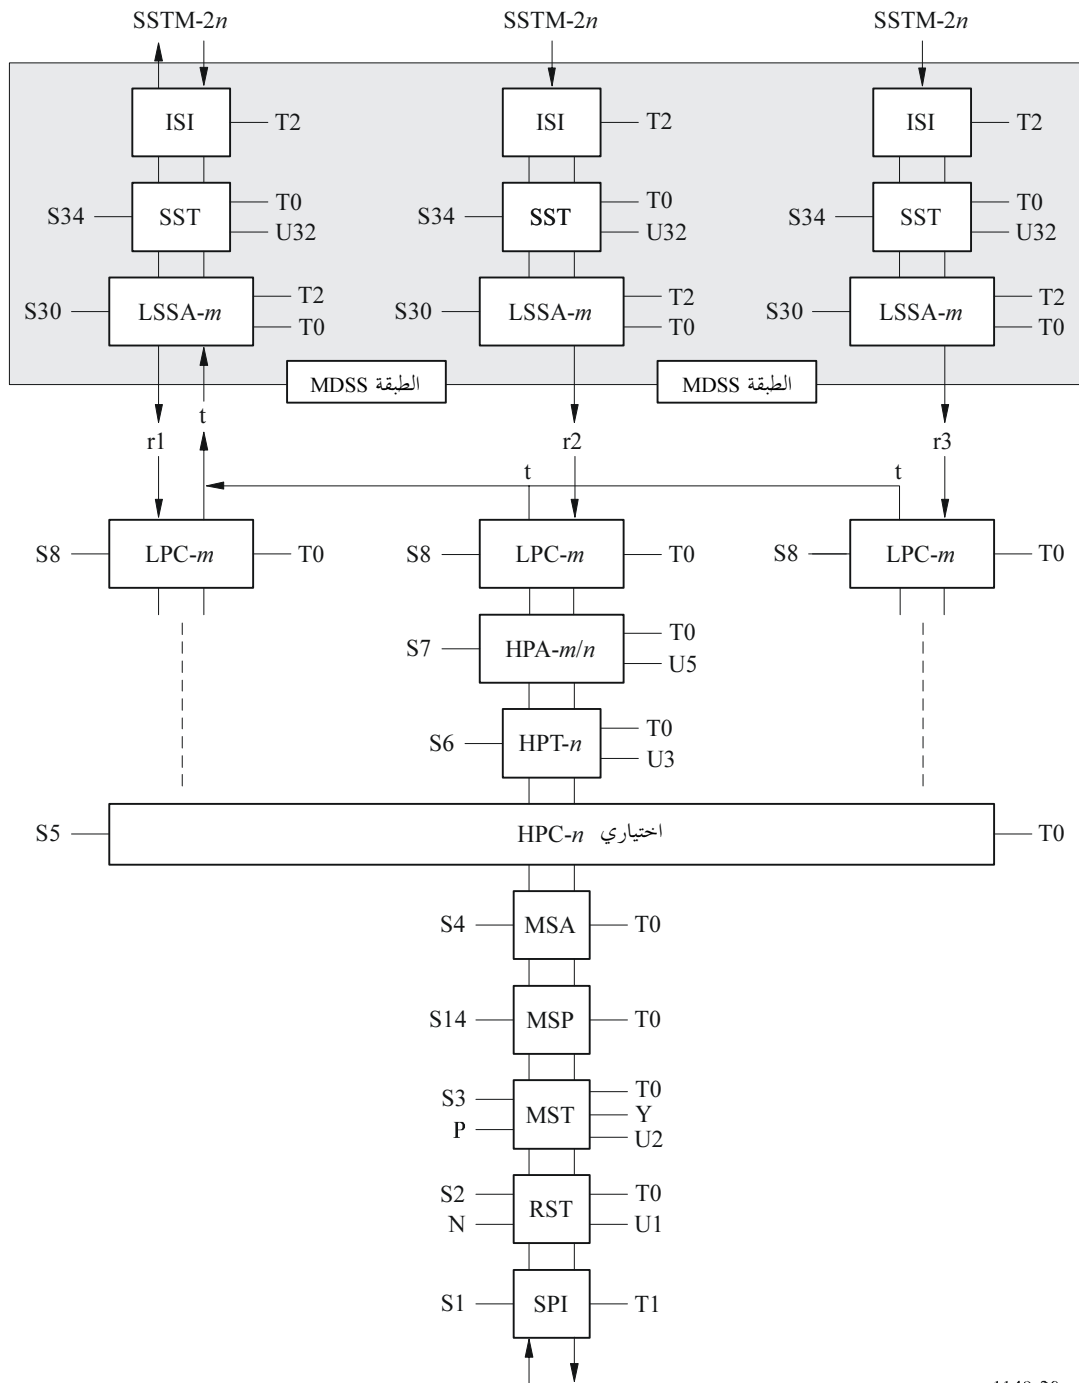 SSTM-2n SSTM-2n SSTM-2n
ISI T2 ISI T2 ISI T2
T0 T0 T0
S34 SST S34 SST S34 SST
U32 U32 U32
T2 T2 T2
S30 LSSA-m S30 LSSA-m S30 LSSA-m
T0 T0 T0
الطبقة MDSS الطبقة MDSS
t
r1 r2 r3
t t
S8 LPC-m T0 S8 LPC-m T0 S8 LPC-m T0
T0
S7 HPA-m/n
U5
T0
S6 HPT-n
U3
S5 HPC-n اختياري T0
S4 MSA T0
S14 MSP T0
S3 T0
MST Y
P U2
S2 T0
RST
N U1
S1 SPI T1